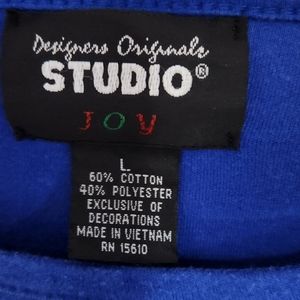 Designers Originals
STUDIO®
JOY
L
60% COTTON
40% POLYESTER
EXCLUSIVE OF
DECORATIONS
MADE IN VIETNAM
RN 15610